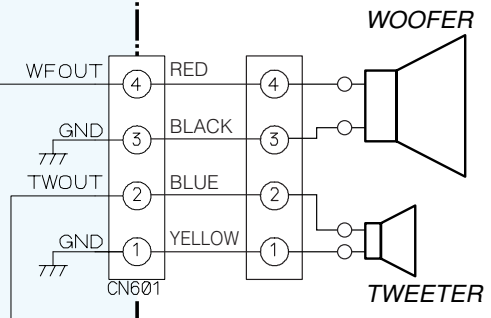 WOOFER
WFOUT 4 RED 4
GND 3 BLACK 3
TWOUT 2 BLUE 2
GND 1 YELLOW 1
CN601
TWEETER